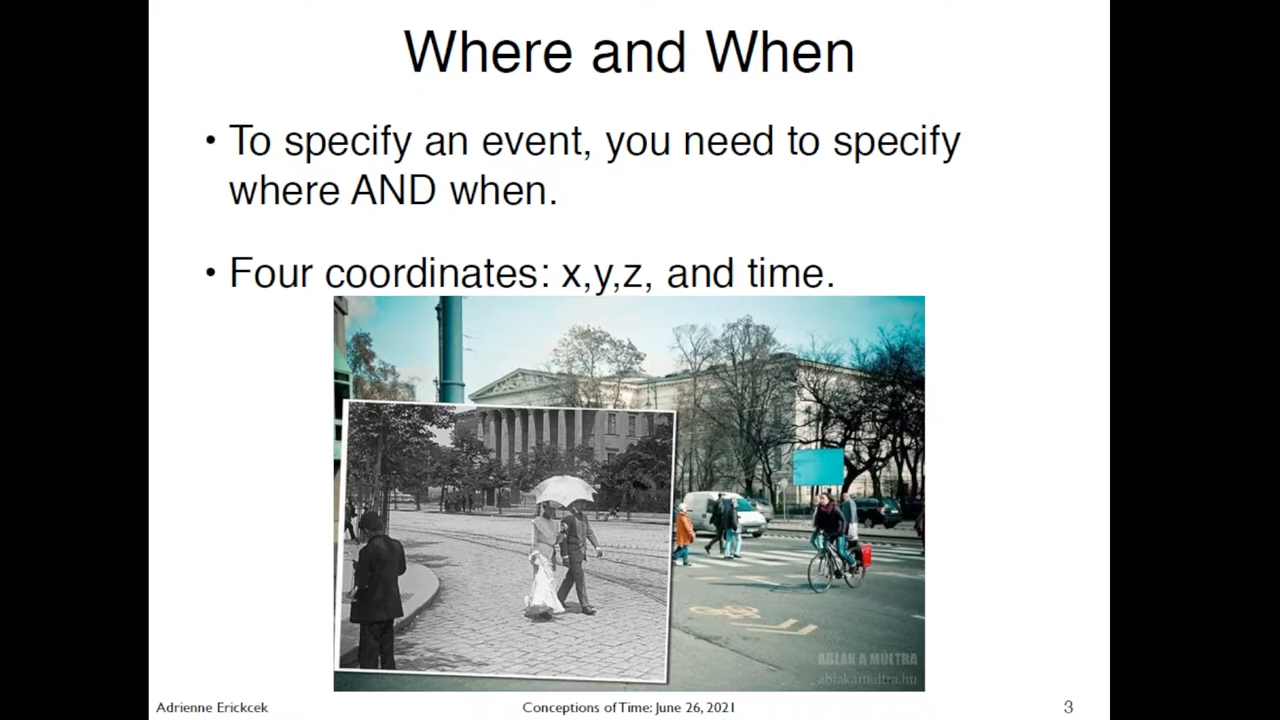 Where and When
• To specify an event, you need to specify
where AND when.
• Four coordinates: x,y,z, and time.
ABLAK A MÚLTRA
ablakamultra.hu
Adrienne Erickcek
Conceptions of Time: June 26, 2021
3